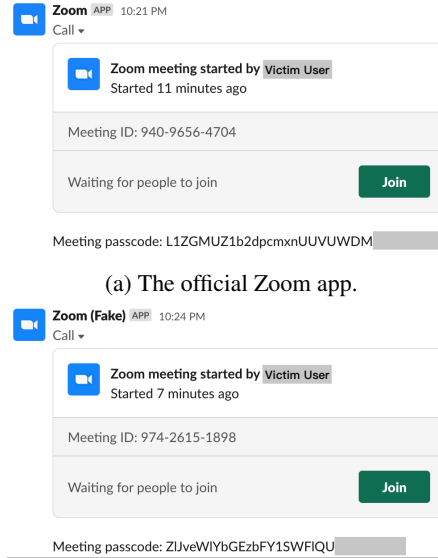 Zoom APP 10:21 PM
Call
Zoom meeting started by Victim User
Started 11 minutes ago
Meeting ID: 940-9656-4704
Waiting for people to join
Join
Meeting passcode: L1ZGMUZ1b2dpcmxnUUVUWDM
(a) The official Zoom app.
Zoom (Fake) APP 10:24 PM
Call
Zoom meeting started by Victim User
Started 7 minutes ago
Meeting ID: 974-2615-1898
Waiting for people to join
Join
Meeting passcode: ZlJveWlYbGEzbFY1SWFlQU